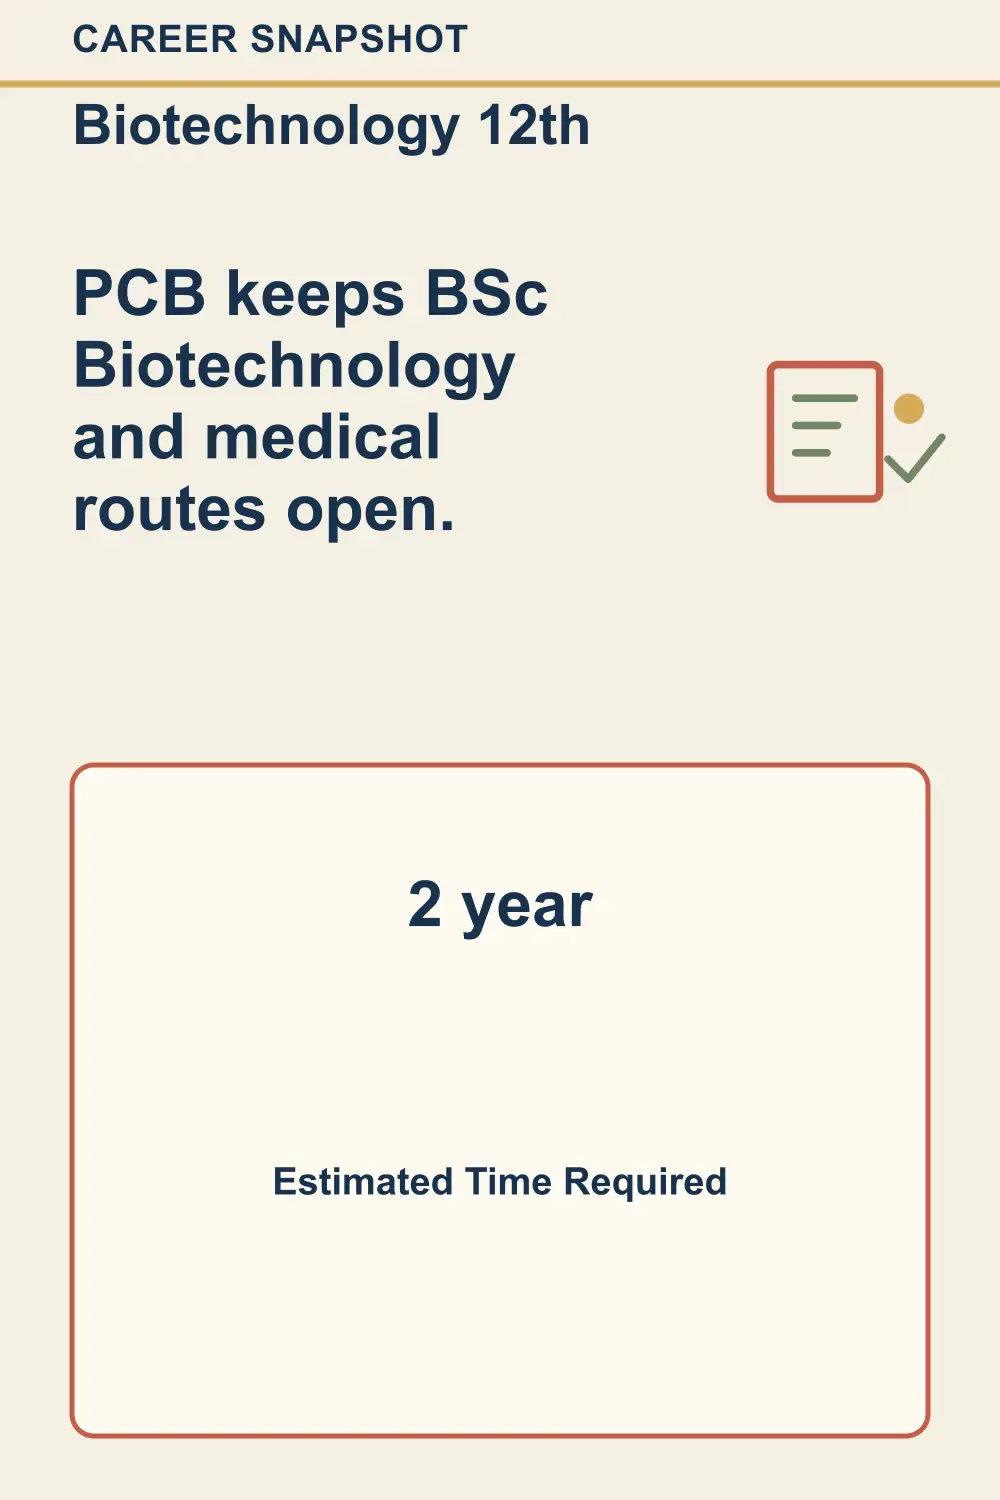 CAREER SNAPSHOT
Biotechnology 12th
PCB keeps BSc
Biotechnology
and medical
routes open.
2 year
Estimated Time Required